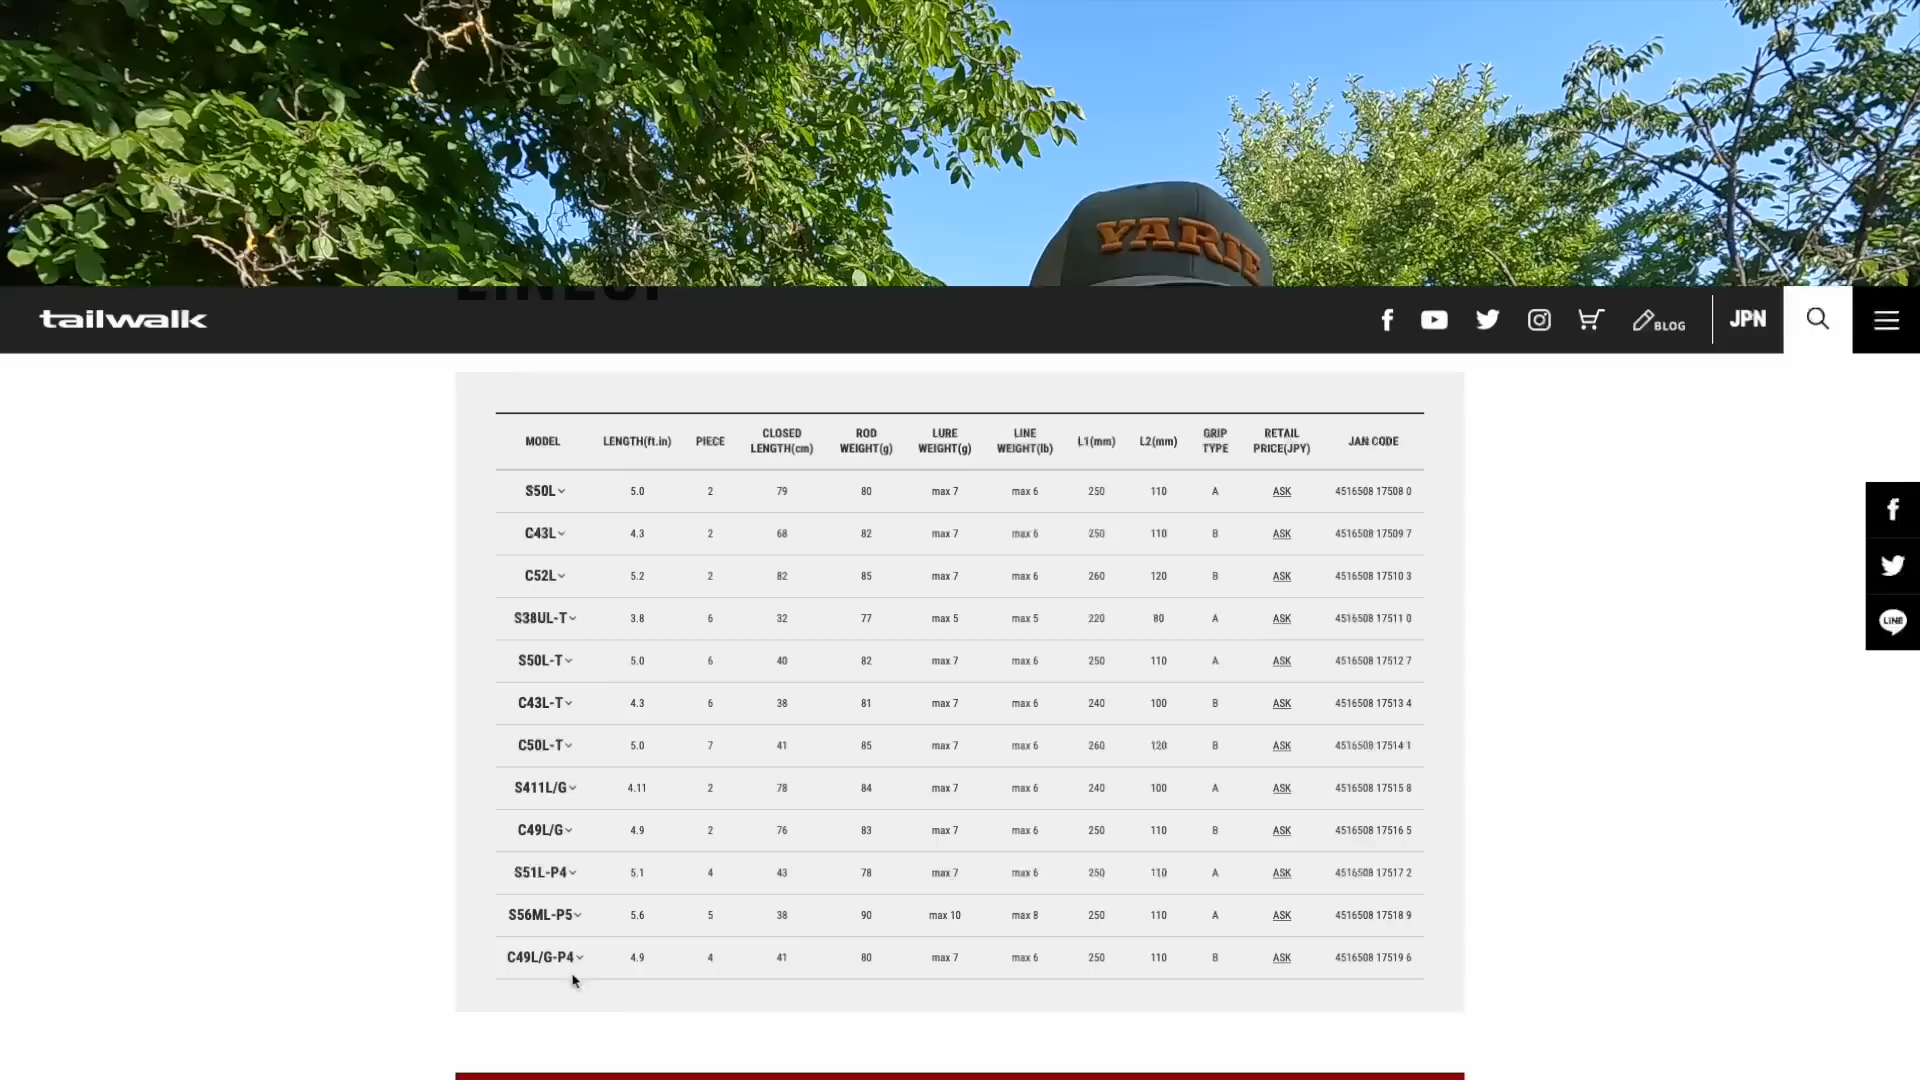 YARIE
LINEUP
tailwalk BLOG JPN
MODEL LENGTH(ft.in) PIECE CLOSED LENGTH(cm) ROD WEIGHT(g) LURE WEIGHT(g) LINE WEIGHT(lb) L1(mm) L2(mm) GRIP TYPE RETAIL PRICE(JPY) JAN CODE
S50L 5.0 2 79 80 max 7 max 6 250 110 A ASK 4516508 17508 0
C43L 4.3 2 68 82 max 7 max 6 250 110 B ASK 4516508 17509 7
C52L 5.2 2 82 85 max 7 max 6 260 120 B ASK 4516508 17510 3
S38UL-T 3.8 6 32 77 max 5 max 5 220 80 A ASK 4516508 17511 0
S50L-T 5.0 6 40 82 max 7 max 6 250 110 A ASK 4516508 17512 7
C43L-T 4.3 6 38 81 max 7 max 6 240 100 B ASK 4516508 17513 4
C50L-T 5.0 7 41 85 max 7 max 6 260 120 B ASK 4516508 17514 1
S411L/G 4.11 2 78 84 max 7 max 6 240 100 A ASK 4516508 17515 8
C49L/G 4.9 2 76 83 max 7 max 6 250 110 B ASK 4516508 17516 5
S51L-P4 5.1 4 43 78 max 7 max 6 250 110 A ASK 4516508 17517 2
S56ML-P5 5.6 5 38 90 max 10 max 8 250 110 A ASK 4516508 17518 9
C49L/G-P4 4.9 4 41 80 max 7 max 6 250 110 B ASK 4516508 17519 6
LINE